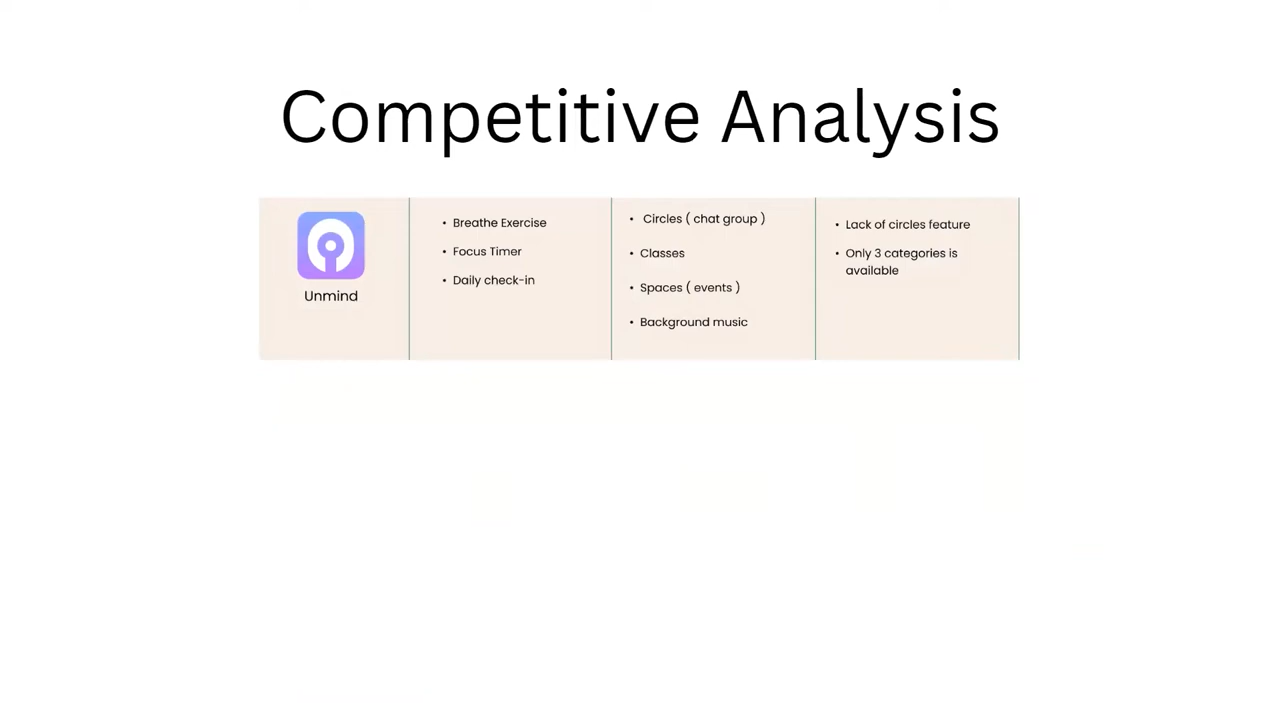 Competitive Analysis
Unmind
• Breathe Exercise
• Focus Timer
• Daily check-in
• Circles ( chat group )
• Classes
• Spaces ( events )
• Background music
• Lack of circles feature
• Only 3 categories is
available